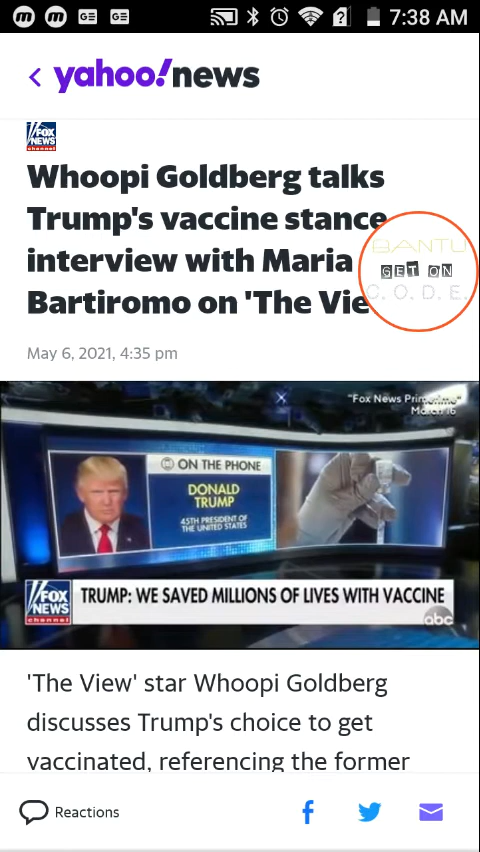 7:38 AM
yahoo!news
FOX
NEWS
channel
Whoopi Goldberg talks
Trump's vaccine stance,
interview with Maria
Bartiromo on 'The Vie
BANTU
GET ON
C.O.D.E.
May 6, 2021, 4:35 pm
"Fox News Primetime"
March 16
ON THE PHONE
DONALD
TRUMP
45TH PRESIDENT OF
THE UNITED STATES
FOX
NEWS
channel
TRUMP: WE SAVED MILLIONS OF LIVES WITH VACCINE
abc
'The View' star Whoopi Goldberg
discusses Trump's choice to get
vaccinated, referencing the former
Reactions